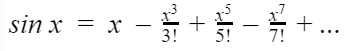 sin x = x − x³/3! + x⁵/5! − x⁷/7! + ...